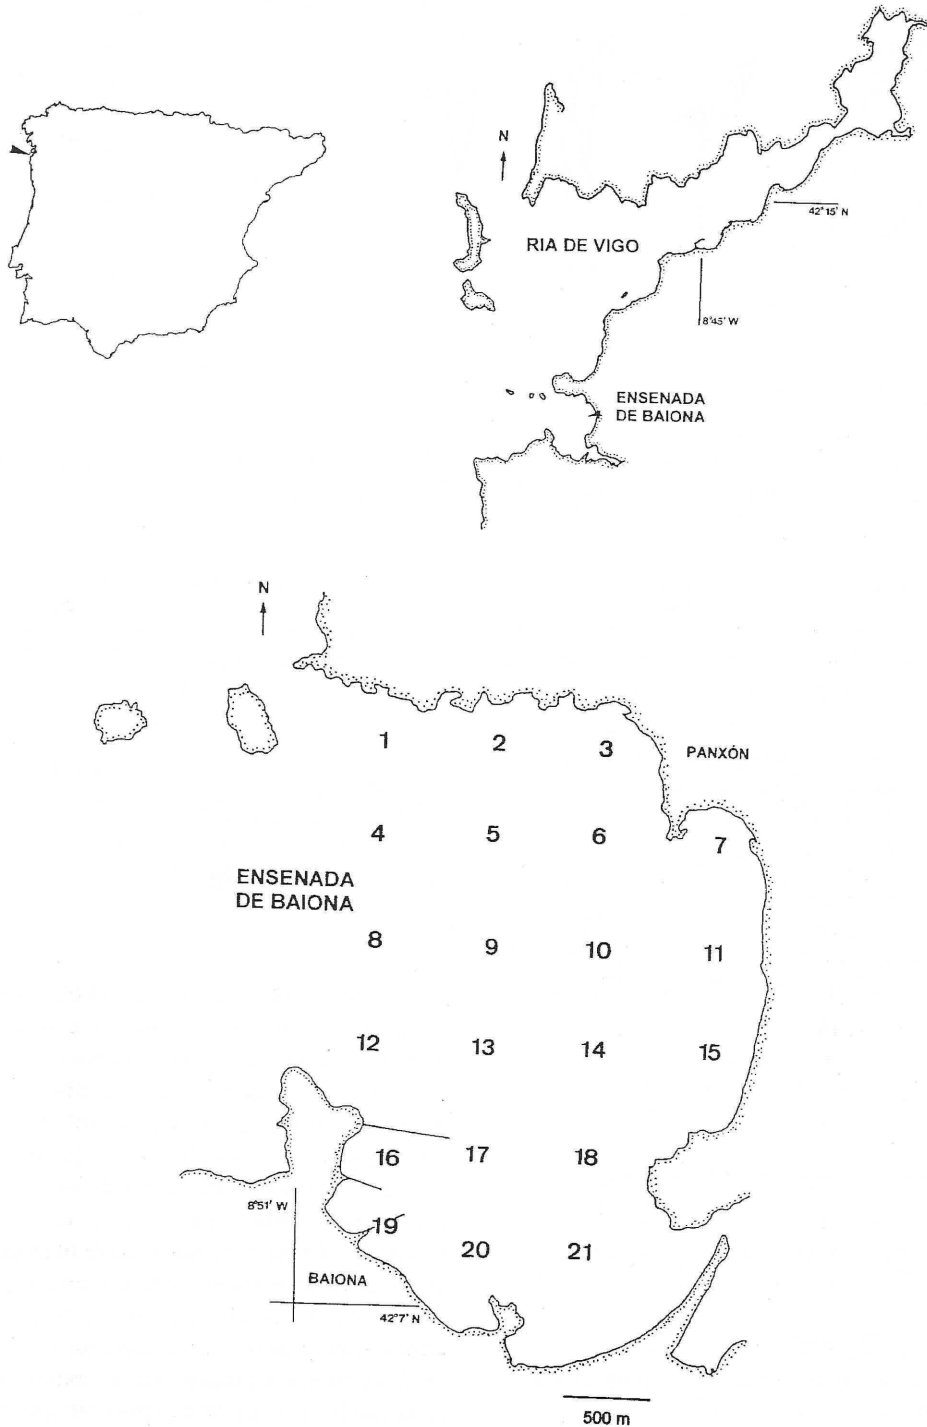 N
42°15' N
RIA DE VIGO
8°45' W
ENSENADA
DE BAIONA
N
1
2
3
PANXÓN
4
5
6
7
ENSENADA
DE BAIONA
8
9
10
11
12
13
14
15
16
17
18
8°51' W
19
20
21
BAIONA
42°7' N
500 m